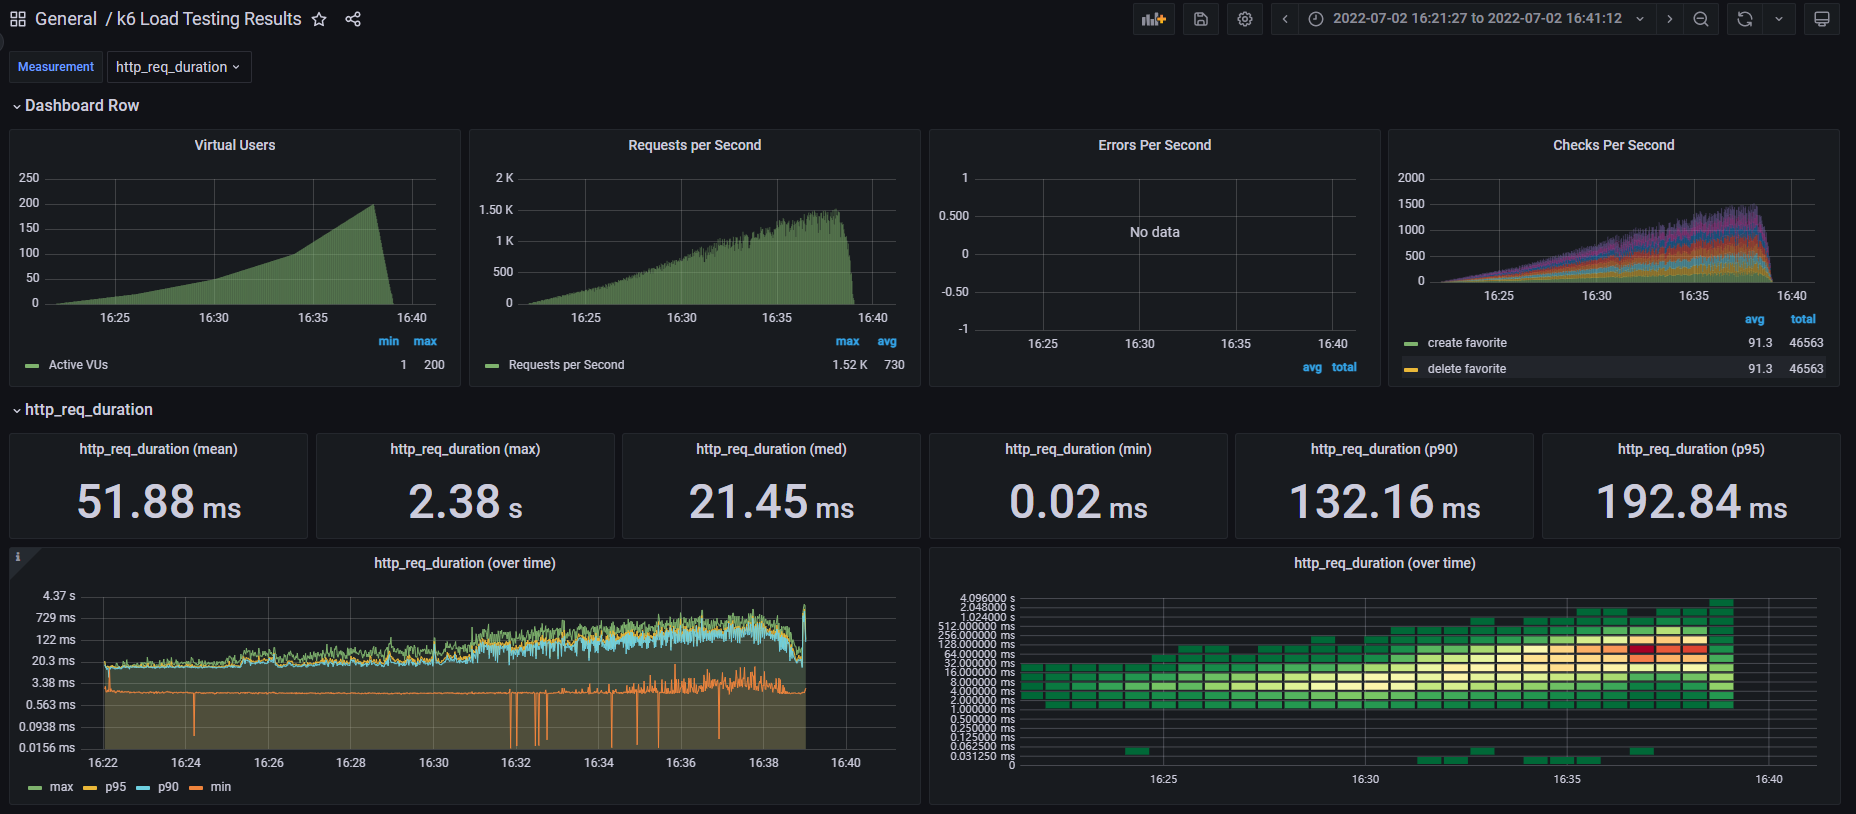 General / k6 Load Testing Results
2022-07-02 16:21:27 to 2022-07-02 16:41:12
Measurement http_req_duration
Dashboard Row
Virtual Users
250
200
150
100
50
0
16:25 16:30 16:35 16:40
min max
Active VUs 1 200
Requests per Second
2 K
1.50 K
1 K
500
0
16:25 16:30 16:35 16:40
max avg
Requests per Second 1.52 K 730
Errors Per Second
1
0.500
0
-0.50
-1
No data
16:25 16:30 16:35 16:40
avg total
Checks Per Second
2000
1500
1000
500
0
16:25 16:30 16:35 16:40
avg total
create favorite 91.3 46563
delete favorite 91.3 46563
http_req_duration
http_req_duration (mean)
51.88 ms
http_req_duration (max)
2.38 s
http_req_duration (med)
21.45 ms
http_req_duration (min)
0.02 ms
http_req_duration (p90)
132.16 ms
http_req_duration (p95)
192.84 ms
i
http_req_duration (over time)
4.37 s
729 ms
122 ms
20.3 ms
3.38 ms
0.563 ms
0.0938 ms
0.0156 ms
16:22 16:24 16:26 16:28 16:30 16:32 16:34 16:36 16:38 16:40
max p95 p90 min
http_req_duration (over time)
4.096000 s
2.048000 s
1.024000 s
512.000000 ms
256.000000 ms
128.000000 ms
64.000000 ms
32.000000 ms
16.000000 ms
8.000000 ms
4.000000 ms
2.000000 ms
1.000000 ms
0.500000 ms
0.250000 ms
0.125000 ms
0.062500 ms
0.031250 ms
0
16:25 16:30 16:35 16:40